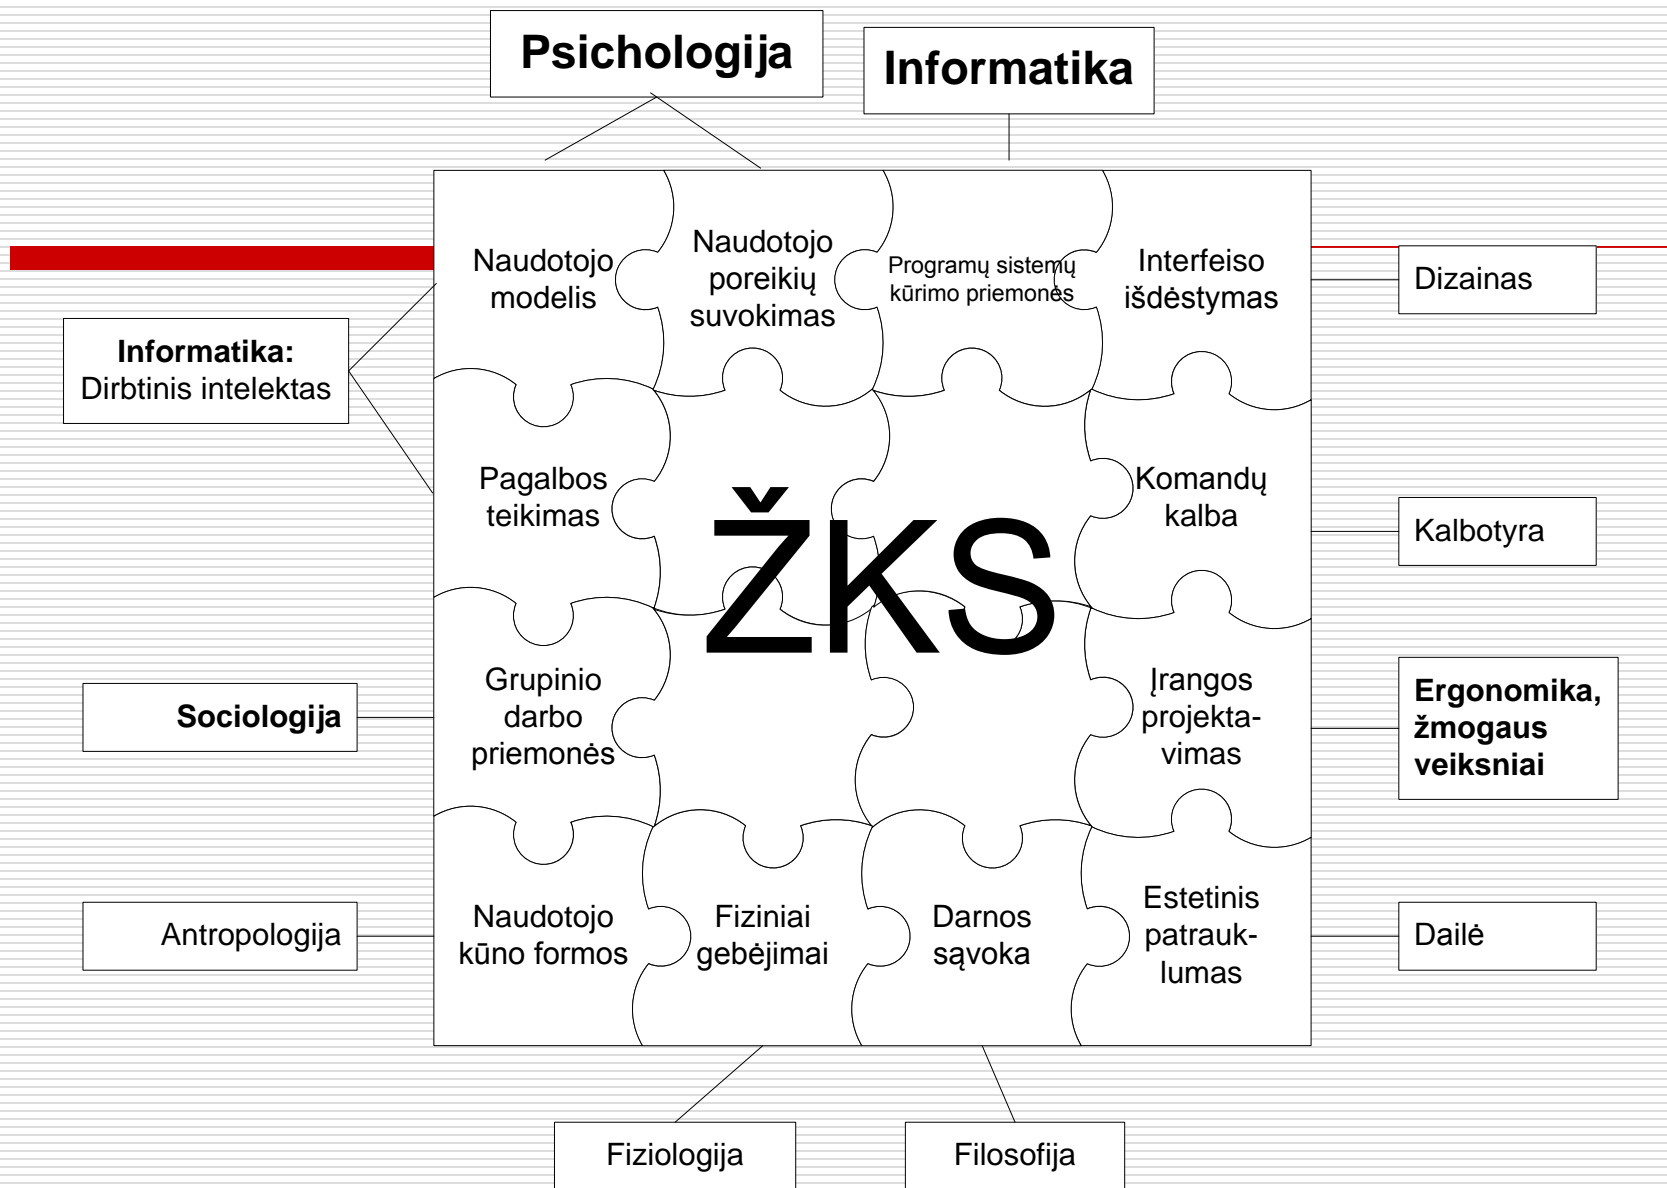 Psichologija
Informatika
Naudotojo
modelis
Naudotojo
poreikių
suvokimas
Programų sistemų
kūrimo priemonės
Interfeiso
išdėstymas
Dizainas
Informatika:
Dirbtinis intelektas
Pagalbos
teikimas
ŽKS
Komandų
kalba
Kalbotyra
Sociologija
Grupinio
darbo
priemonės
Įrangos
projekta-
vimas
Ergonomika,
žmogaus
veiksniai
Antropologija
Naudotojo
kūno formos
Fiziniai
gebėjimai
Darnos
sąvoka
Estetinis
patrauk-
lumas
Dailė
Fiziologija
Filosofija